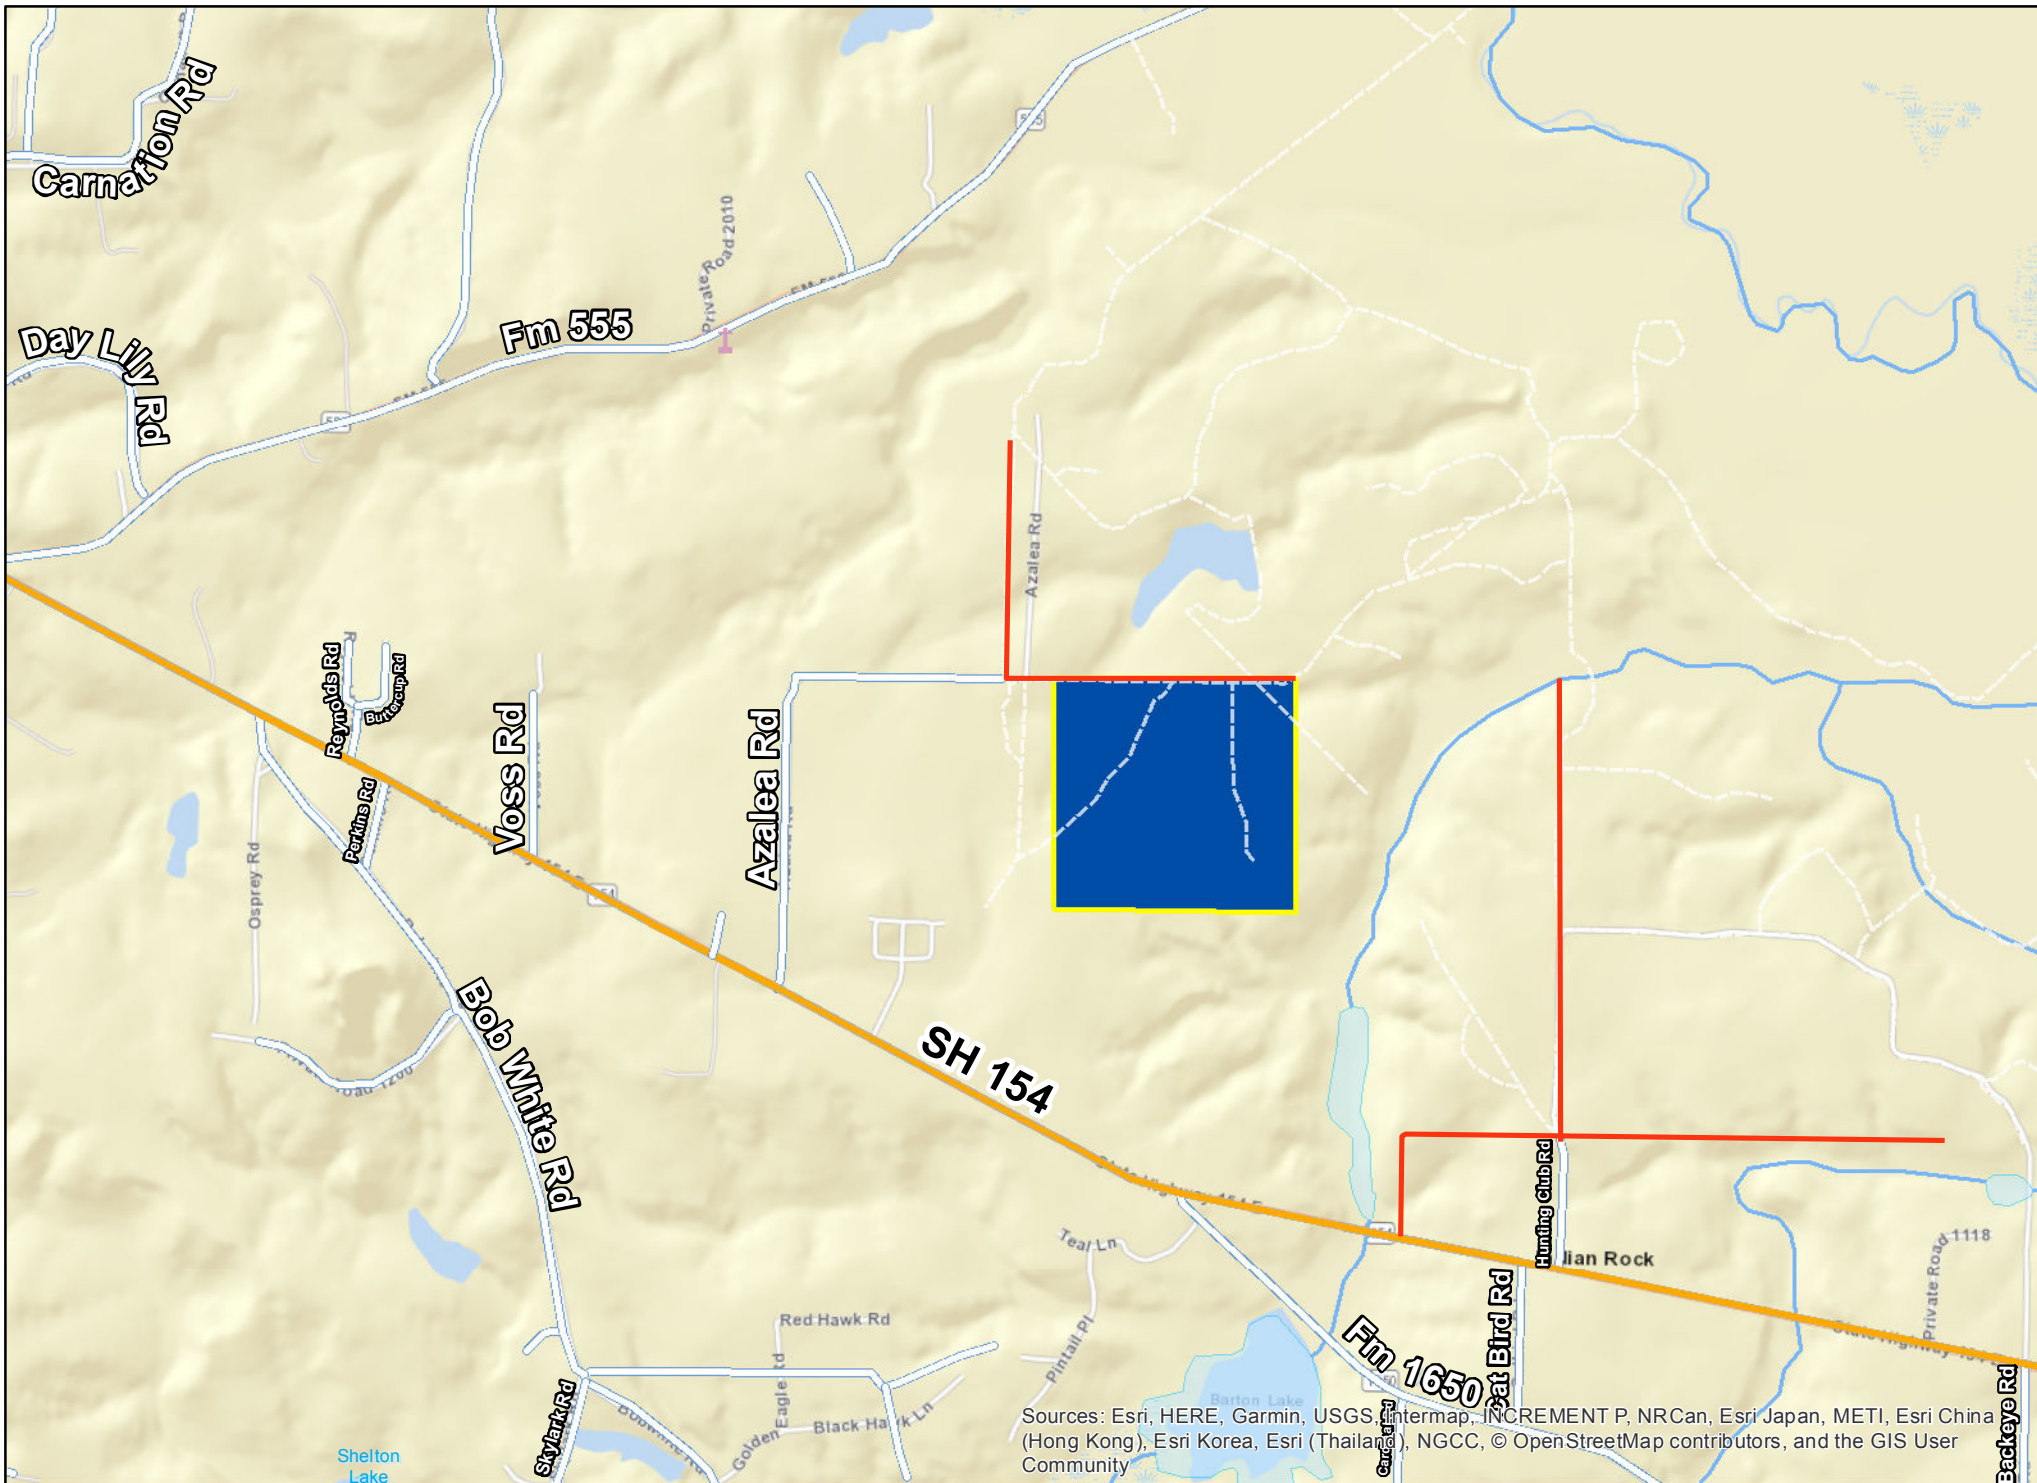 Carnation Rd
Private Road 2010
Fm 555
Day Lily Rd
Azalea Rd
Reynolds Rd
Buttercup Rd
Voss Rd
Azalea Rd
Perkins Rd
Osprey Rd
Bob White Rd
SH 154
Hunting Club Rd
Teal Ln
Private Road 1118
Cat Bird Rd
Fm 1650
Pintail Pl
Red Hawk Rd
Golden Eagle Rd
Black Hawk Ln
Skylark Rd
Barton Lake
Backeye Rd
Shelton
Lake
Sources: Esri, HERE, Garmin, USGS, Intermap, INCREMENT P, NRCan, Esri Japan, METI, Esri China
(Hong Kong), Esri Korea, Esri (Thailand), NGCC, © OpenStreetMap contributors, and the GIS User
Community